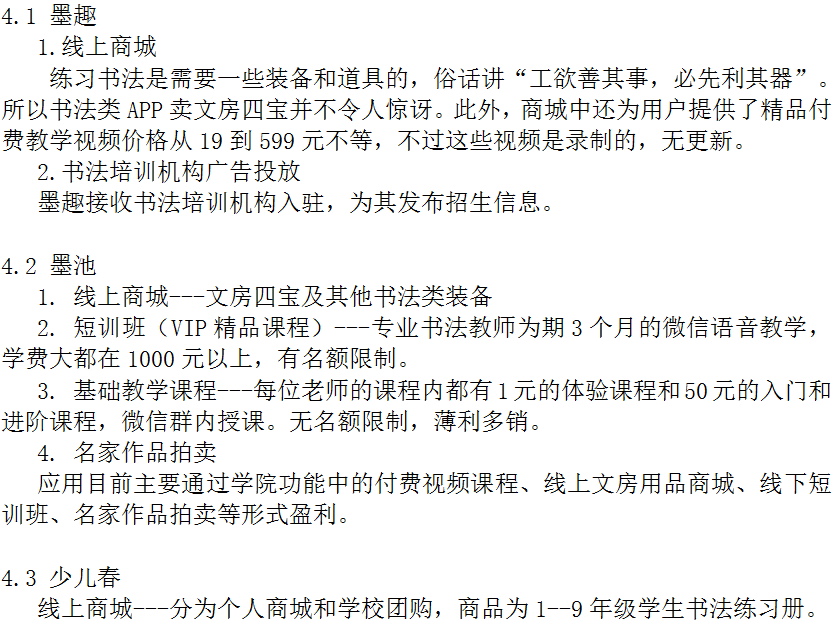 4.1 墨趣
1.线上商城
练习书法是需要一些装备和道具的，俗话讲“工欲善其事，必先利其器”。
所以书法类 APP 卖文房四宝并不令人惊讶。此外，商城中还为用户提供了精品付
费教学视频价格从 19 到 599 元不等，不过这些视频是录制的，无更新。
2.书法培训机构广告投放
墨趣接收书法培训机构入驻，为其发布招生信息。
4.2 墨池
1. 线上商城---文房四宝及其他书法类装备
2. 短训班（VIP 精品课程）---专业书法教师为期 3 个月的微信语音教学，
学费大都在 1000 元以上，有名额限制。
3. 基础教学课程---每位老师的课程内都有 1 元的体验课程和 50 元的入门和
进阶课程，微信群内授课。无名额限制，薄利多销。
4. 名家作品拍卖
应用目前主要通过学院功能中的付费视频课程、线上文房用品商城、线下短
训班、名家作品拍卖等形式盈利。
4.3 少儿春
线上商城---分为个人商城和学校团购，商品为 1--9 年级学生书法练习册。